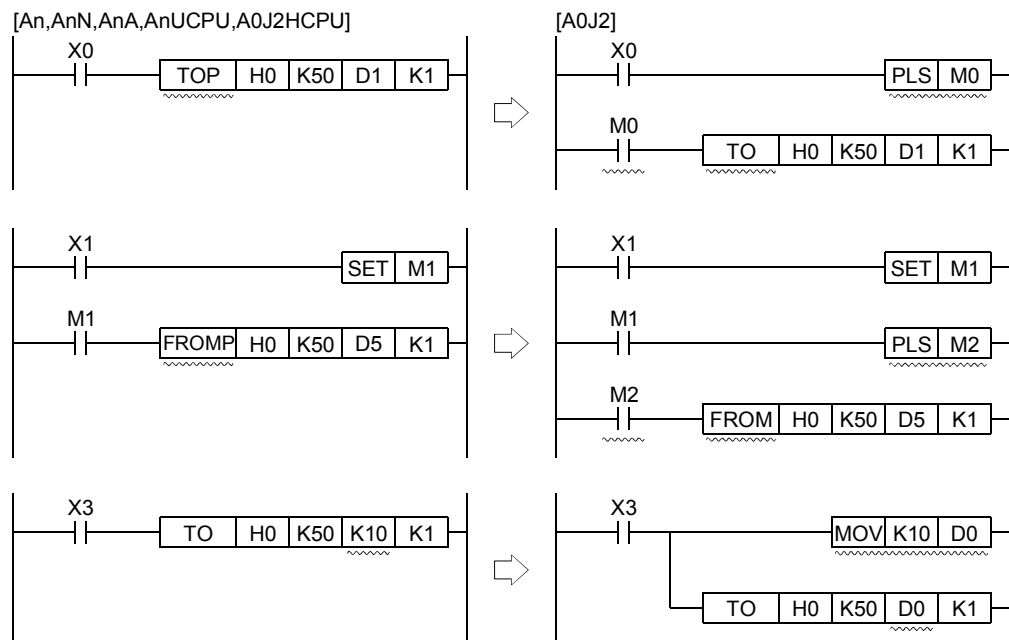 [An,AnN,AnA,AnUCPU,A0J2HCPU]
X0
TOP H0 K50 D1 K1
X1
SET M1
M1
FROMP H0 K50 D5 K1
X3
TO H0 K50 K10 K1
[A0J2]
X0
PLS M0
M0
TO H0 K50 D1 K1
X1
SET M1
M1
PLS M2
M2
FROM H0 K50 D5 K1
X3
MOV K10 D0
TO H0 K50 D0 K1